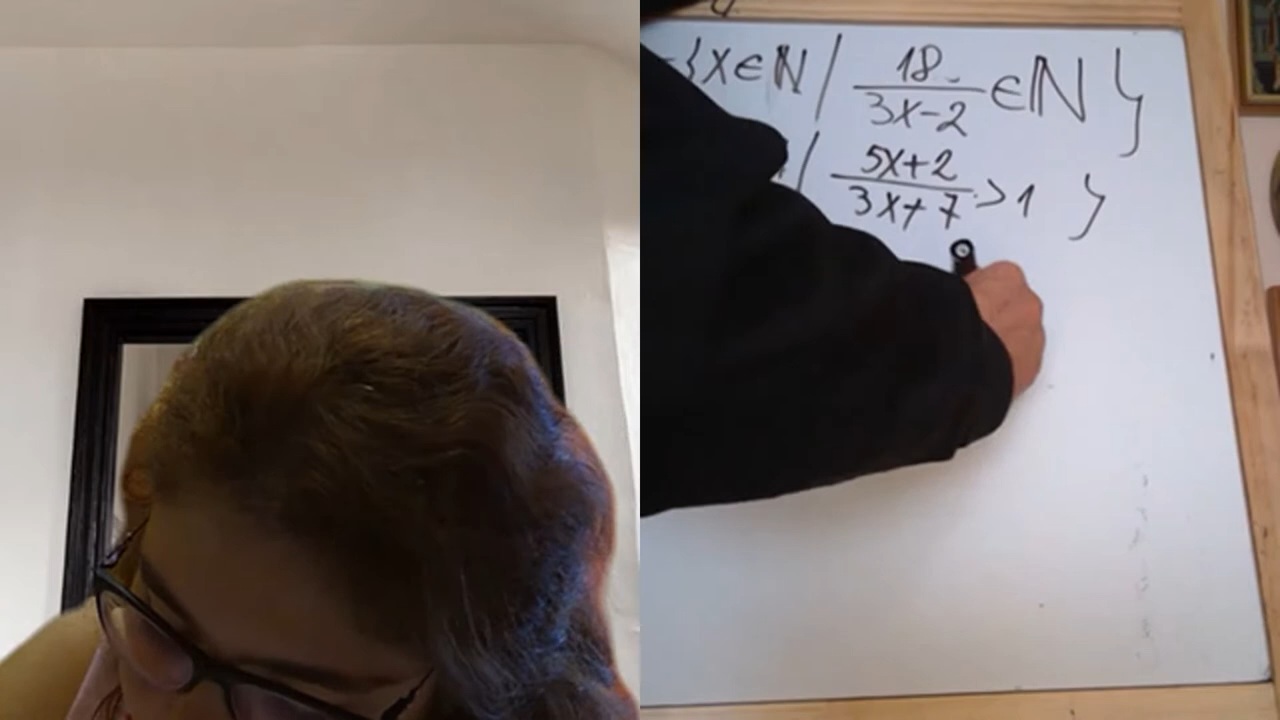 ={x∈ℕ / 18/(3x-2) ∈ℕ }
/ (5x+2)/(3x+7) >1 }